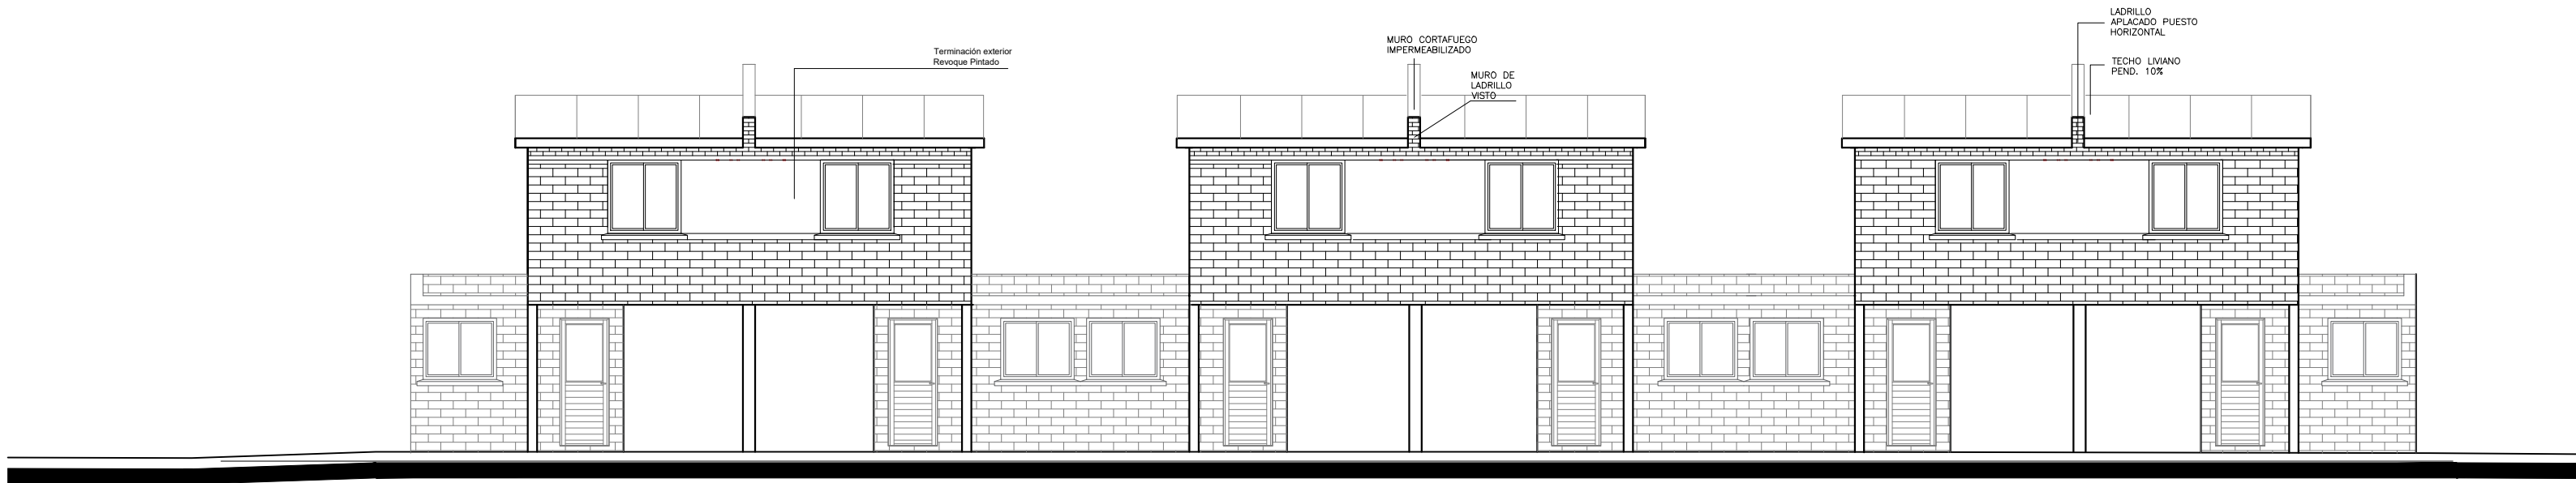 Terminación exterior
Revoque Pintado
MURO CORTAFUEGO
IMPERMEABILIZADO
MURO DE
LADRILLO
VISTO
LADRILLO
APLACADO PUESTO
HORIZONTAL
TECHO LIVIANO
PEND. 10%